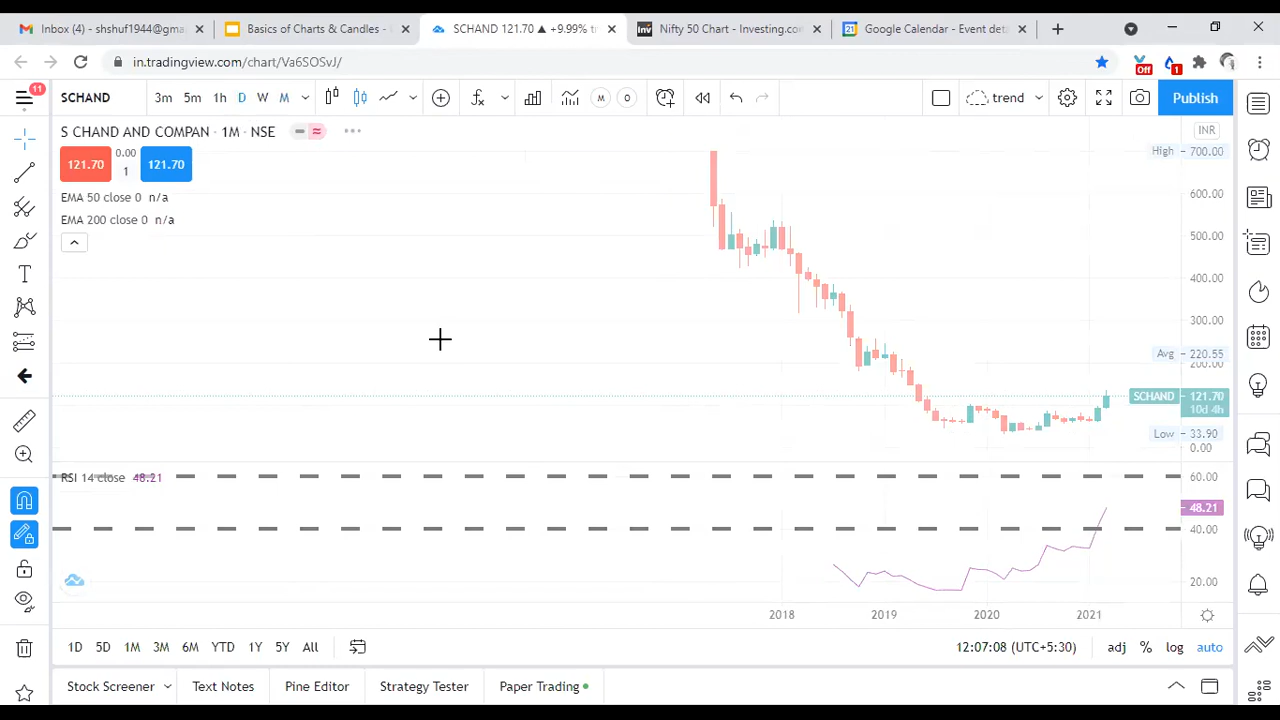 Inbox (4) - shshuf1944@gma
Basics of Charts & Candles -
SCHAND 121.70 ▲ +9.99% tr
Nifty 50 Chart - Investing.co
Google Calendar - Event det
in.tradingview.com/chart/Va6SOSvJ/
Off
1
11
SCHAND
3m 5m 1h D W M
M
trend
Publish
S CHAND AND COMPAN · 1M · NSE
INR
121.70
0.00
1
121.70
EMA 50 close 0 n/a
EMA 200 close 0 n/a
High 700.00
600.00
500.00
400.00
300.00
Avg 220.55
200.00
SCHAND 121.70
10d 4h
Low 33.90
0.00
RSI 14 close 48.21
60.00
48.21
40.00
20.00
2018 2019 2020 2021
1D 5D 1M 3M 6M YTD 1Y 5Y All
12:07:08 (UTC+5:30)
adj % log auto
Stock Screener
Text Notes
Pine Editor
Strategy Tester
Paper Trading